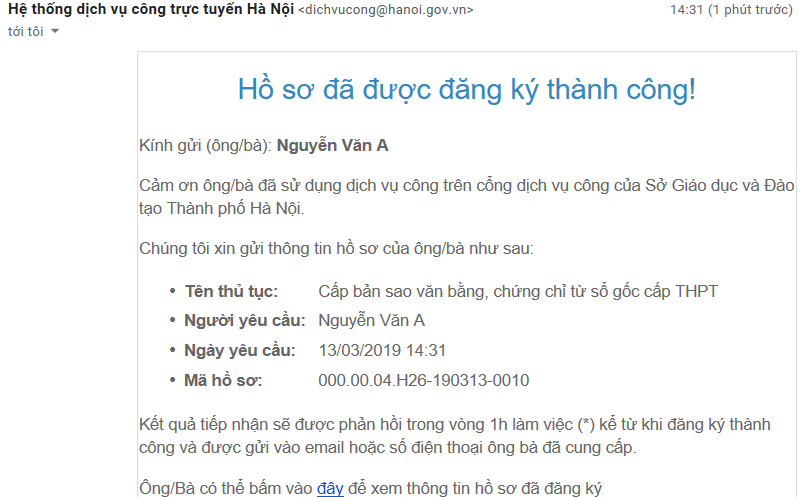 Hệ thống dịch vụ công trực tuyến Hà Nội <dichvucong@hanoi.gov.vn> 14:31 (1 phút trước)
tới tôi
Hồ sơ đã được đăng ký thành công!
Kính gửi (ông/bà): Nguyễn Văn A
Cảm ơn ông/bà đã sử dụng dịch vụ công trên cổng dịch vụ công của Sở Giáo dục và Đào
tạo Thành phố Hà Nội.
Chúng tôi xin gửi thông tin hồ sơ của ông/bà như sau:
• Tên thủ tục: Cấp bản sao văn bằng, chứng chỉ từ sổ gốc cấp THPT
• Người yêu cầu: Nguyễn Văn A
• Ngày yêu cầu: 13/03/2019 14:31
• Mã hồ sơ: 000.00.04.H26-190313-0010
Kết quả tiếp nhận sẽ được phản hồi trong vòng 1h làm việc (*) kể từ khi đăng ký thành
công và được gửi vào email hoặc số điện thoại ông bà đã cung cấp.
Ông/Bà có thể bấm vào đây để xem thông tin hồ sơ đã đăng ký